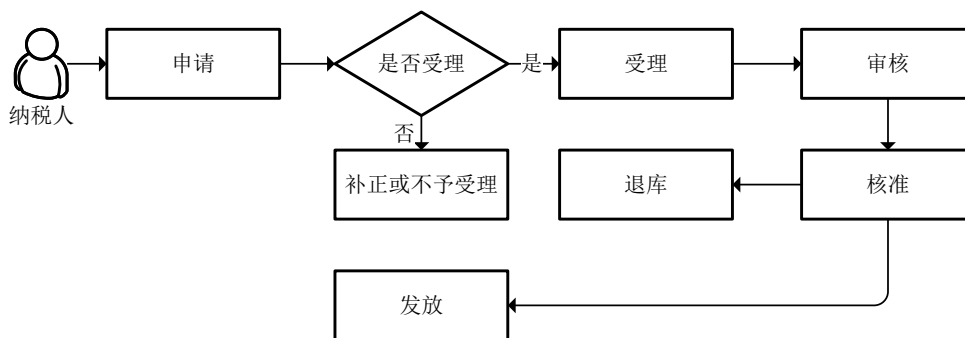 纳税人
申请
是否受理
是
受理
审核
否
补正或不予受理
退库
核准
发放